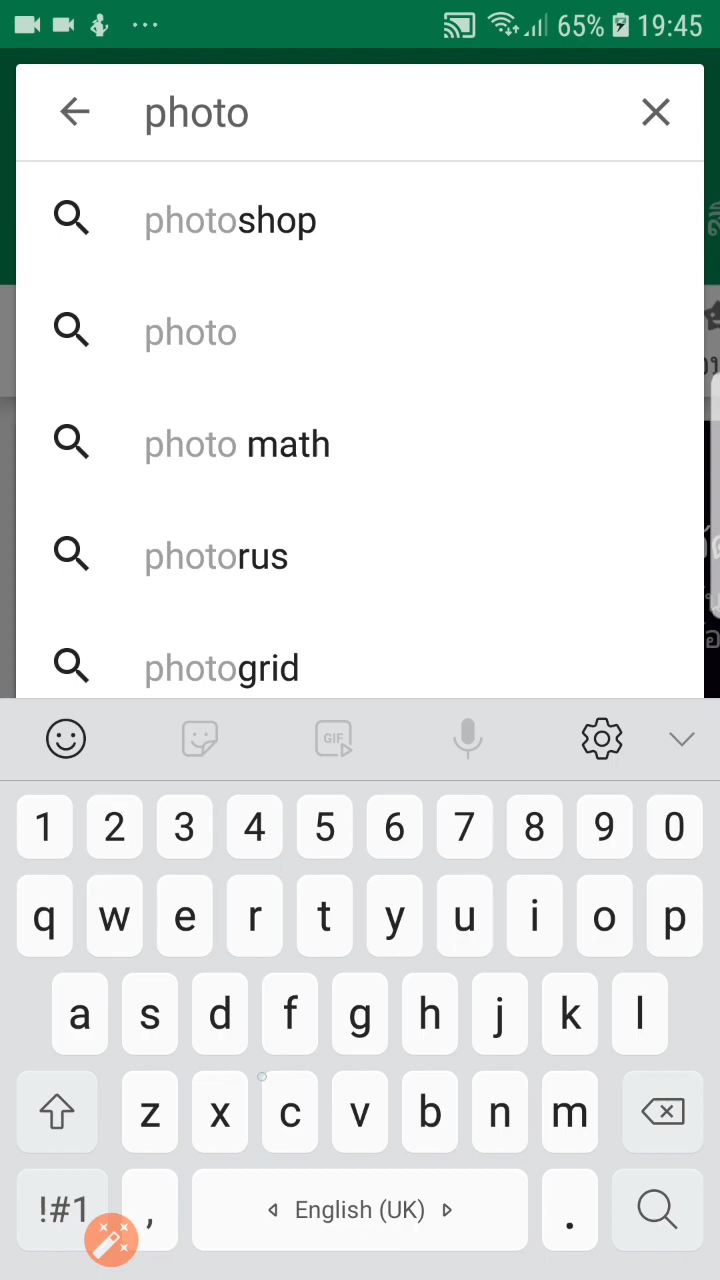 65% 19:45
photo
photoshop
photo
photo math
photorus
photogrid
GIF
1 2 3 4 5 6 7 8 9 0
q w e r t y u i o p
a s d f g h j k l
z x c v b n m
!#1 , English (UK) .